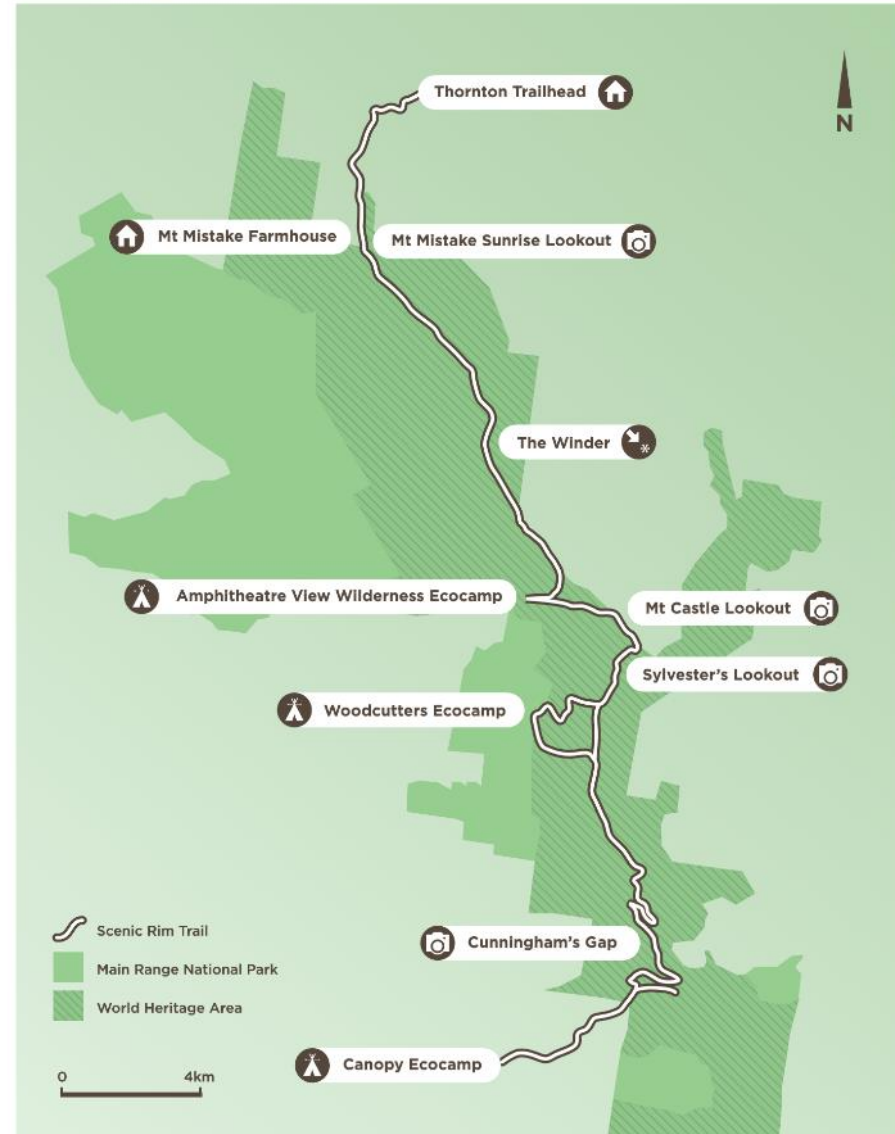 Thornton Trailhead
N
Mt Mistake Farmhouse
Mt Mistake Sunrise Lookout
The Winder
Amphitheatre View Wilderness Ecocamp
Mt Castle Lookout
Sylvester's Lookout
Woodcutters Ecocamp
Scenic Rim Trail
Cunningham's Gap
Main Range National Park
World Heritage Area
Canopy Ecocamp
0 4km